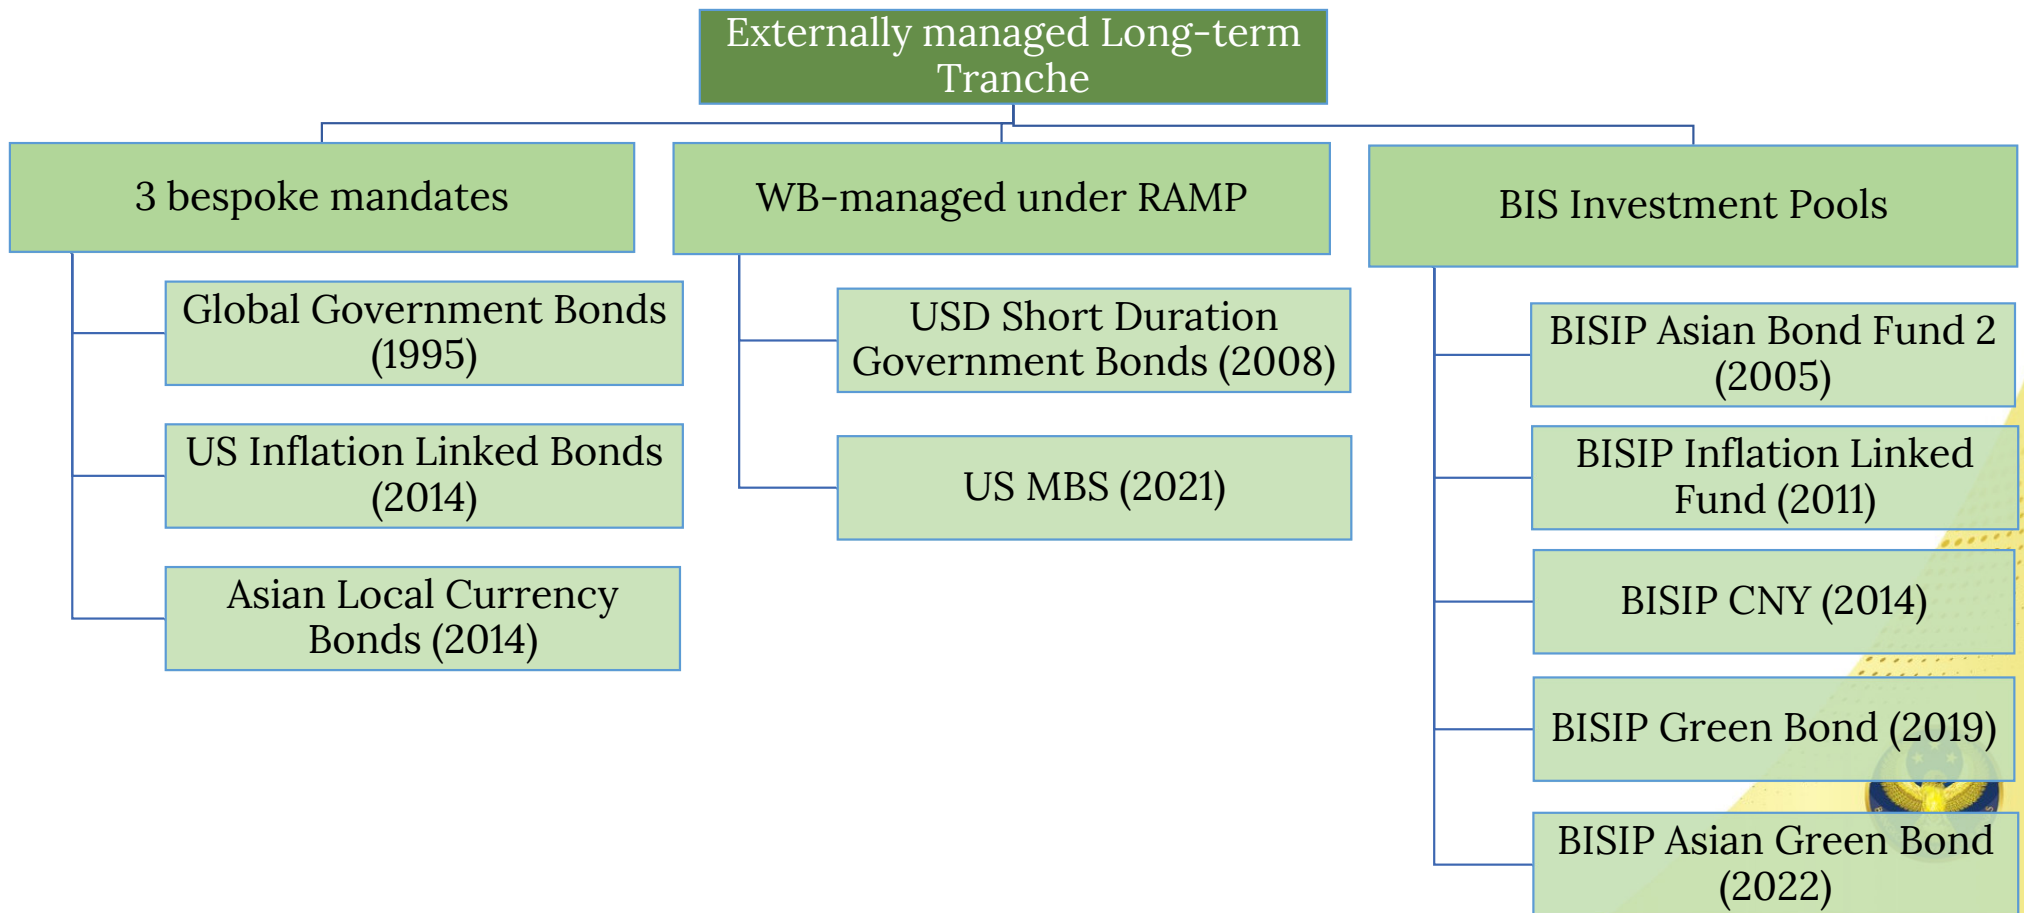 Externally managed Long-term
Tranche
3 bespoke mandates
Global Government Bonds
(1995)
US Inflation Linked Bonds
(2014)
Asian Local Currency
Bonds (2014)
WB-managed under RAMP
USD Short Duration
Government Bonds (2008)
US MBS (2021)
BIS Investment Pools
BISIP Asian Bond Fund 2
(2005)
BISIP Inflation Linked
Fund (2011)
BISIP CNY (2014)
BISIP Green Bond (2019)
BISIP Asian Green Bond
(2022)